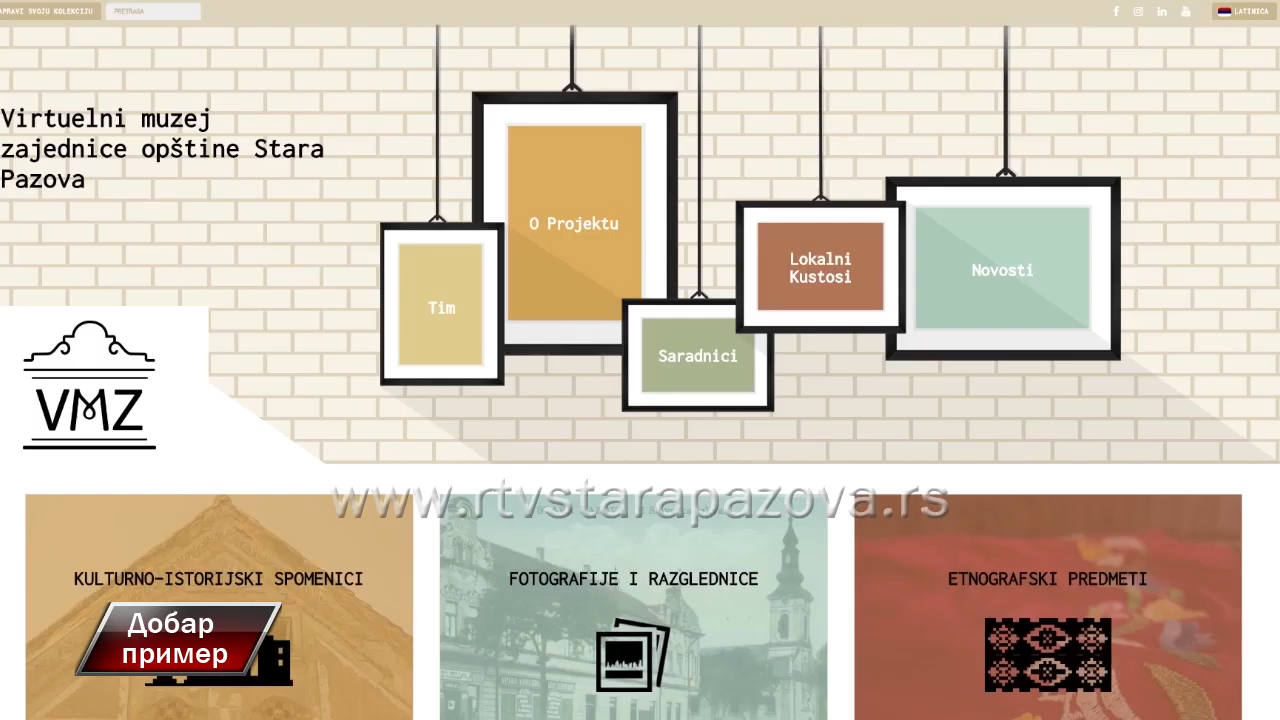 APRAVI SVOJU KOLEKCIJU
PRETRAGA
LATINICA
Virtuelni muzej
zajednice opštine Stara
Pazova
O Projektu
Lokalni
Kustosi
Novosti
Tim
Saradnici
VMZ
www.rtvstarapazova.rs
KULTURNO-ISTORIJSKI SPOMENICI
FOTOGRAFIJE I RAZGLEDNICE
ETNOGRAFSKI PREDMETI
Добар
пример